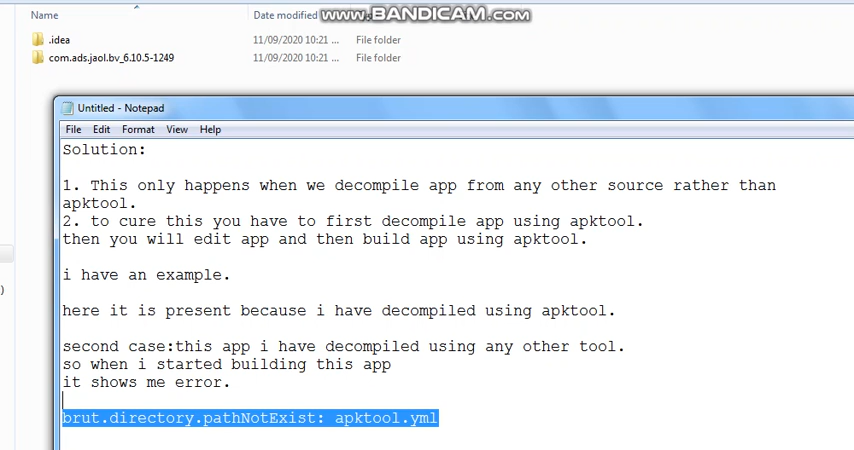 Name
Date modified
www.BANDICAM.com
.idea
11/09/2020 10:21 ...
File folder
com.ads.jaol.bv_6.10.5-1249
11/09/2020 10:21 ...
File folder
Untitled - Notepad
File Edit Format View Help
Solution:
1. This only happens when we decompile app from any other source rather than
apktool.
2. to cure this you have to first decompile app using apktool.
then you will edit app and then build app using apktool.
i have an example.
here it is present because i have decompiled using apktool.
)
second case:this app i have decompiled using any other tool.
so when i started building this app
it shows me error.
brut.directory.pathNotExist: apktool.yml